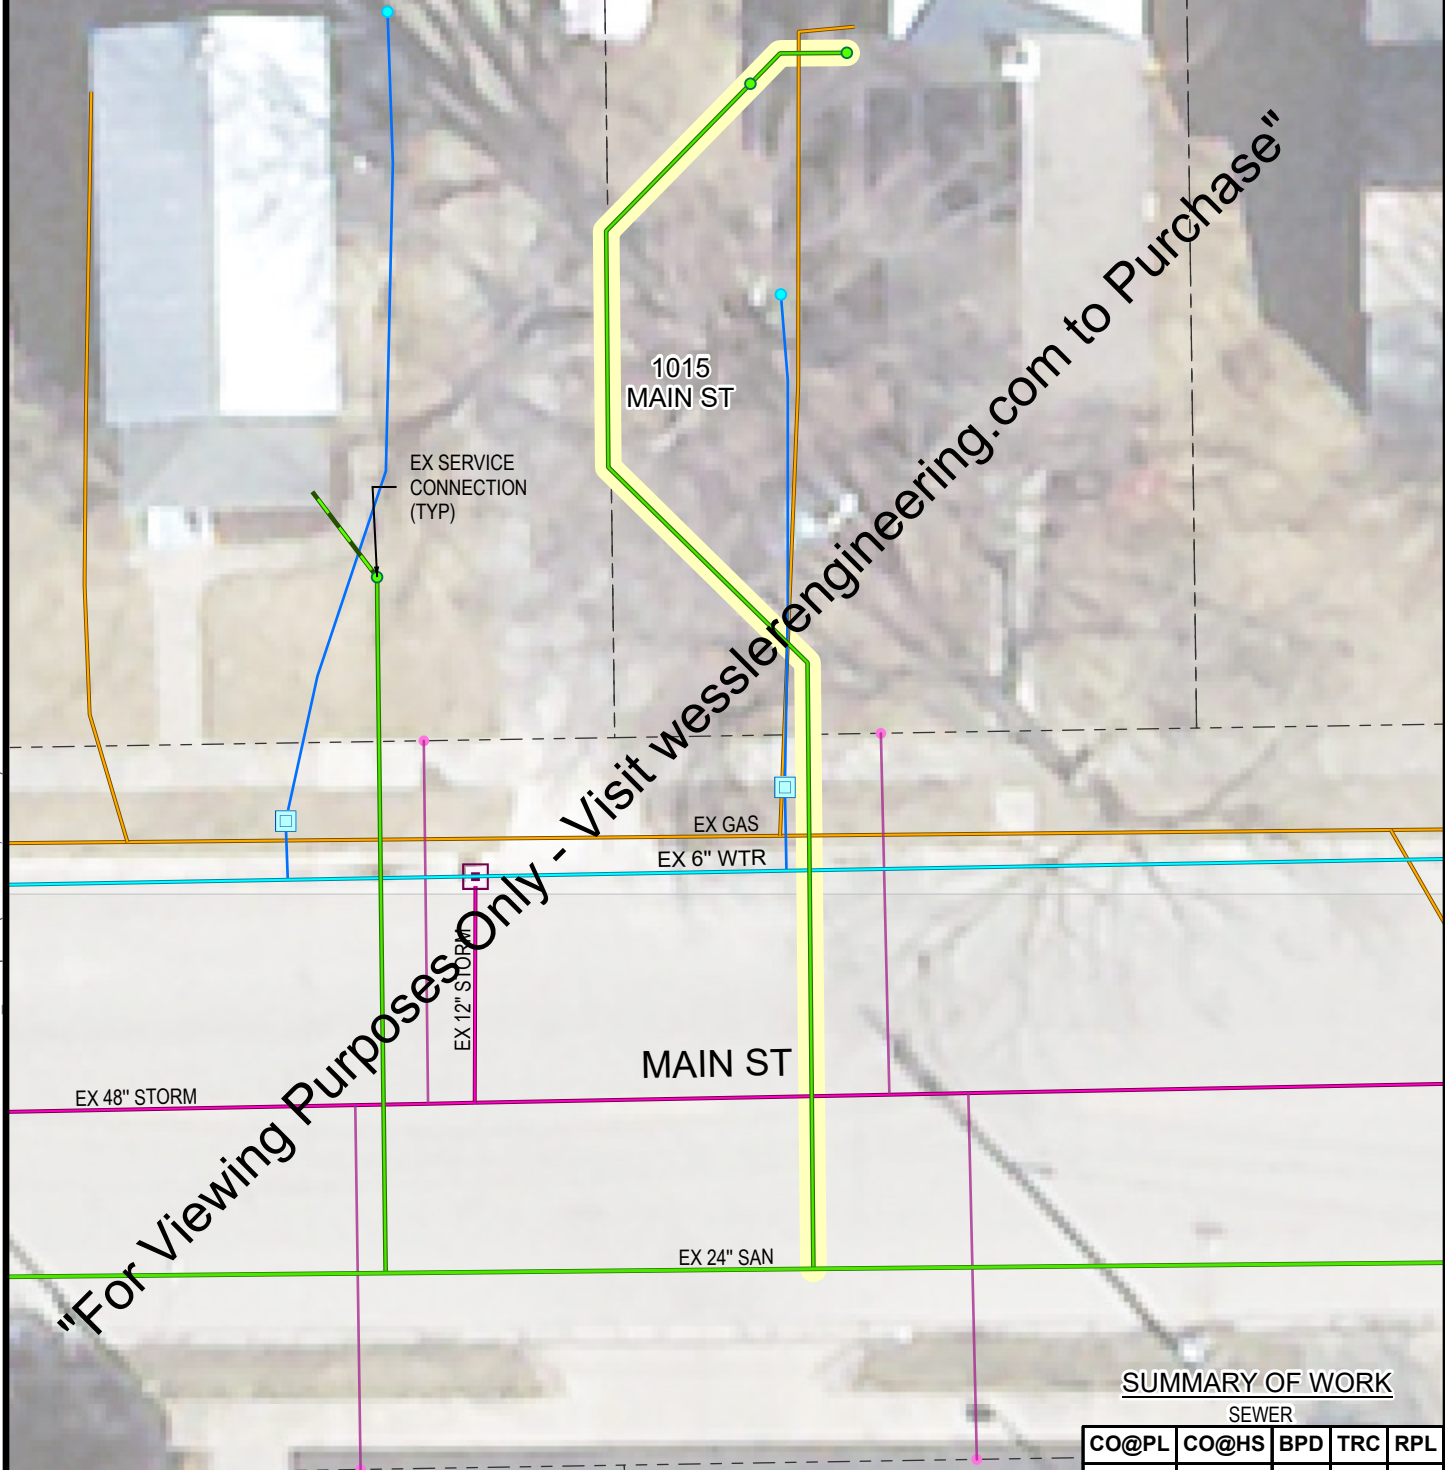 1015
MAIN ST
EX SERVICE
CONNECTION
(TYP)
"For Viewing Purposes Only - Visit wesslerengineering.com to Purchase"
EX GAS
EX 6" WTR
EX 12" STORM
MAIN ST
EX 48" STORM
EX 24" SAN
SUMMARY OF WORK
SEWER
CO@PL CO@HS BPD TRC RPL